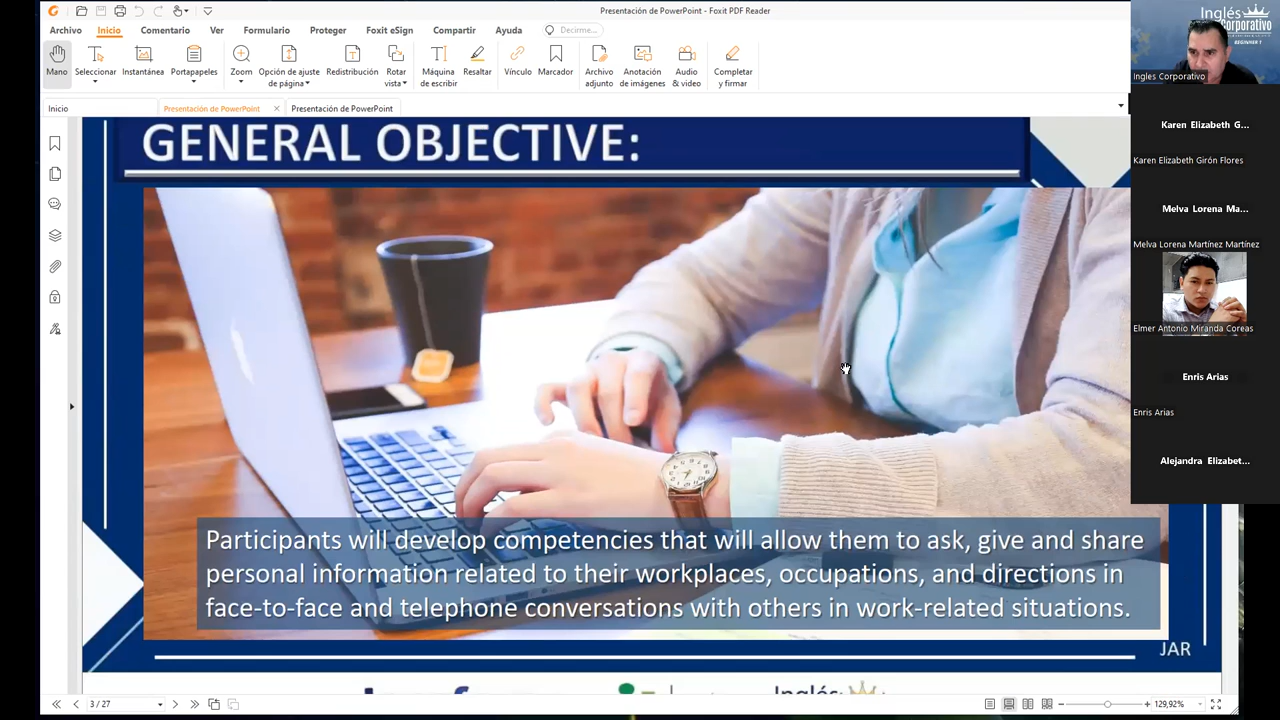 Presentación de PowerPoint - Foxit PDF Reader
Archivo Inicio Comentario Ver Formulario Proteger Foxit eSign Compartir Ayuda Decirme...
Mano Seleccionar Instantánea Portapapeles Zoom Opción de ajuste de página Redistribución Rotar vista Máquina de escribir Resaltar Vínculo Marcador Archivo adjunto Anotación de imágenes Audio & video Completar y firmar
Inicio Presentación de PowerPoint Presentación de PowerPoint
GENERAL OBJECTIVE:
Participants will develop competencies that will allow them to ask, give and share
personal information related to their workplaces, occupations, and directions in
face-to-face and telephone conversations with others in work-related situations.
JAR
Inglés
3 / 27
129,92%
Inglés
Corporativo
BEGINNER 1
Ingles Corporativo
Karen Elizabeth G...
Karen Elizabeth Girón Flores
Melva Lorena Ma...
Melva Lorena Martínez Martínez
Elmer Antonio Miranda Coreas
Enris Arias
Enris Arias
Alejandra Elizabet...